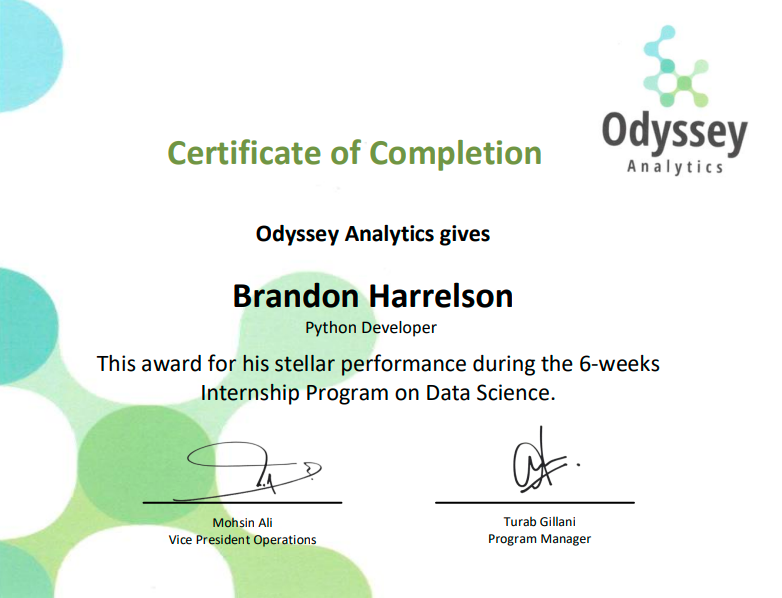 Odyssey
Analytics
Certificate of Completion
Odyssey Analytics gives
Brandon Harrelson
Python Developer
This award for his stellar performance during the 6-weeks
Internship Program on Data Science.
Mohsin Ali
Vice President Operations
Turab Gillani
Program Manager